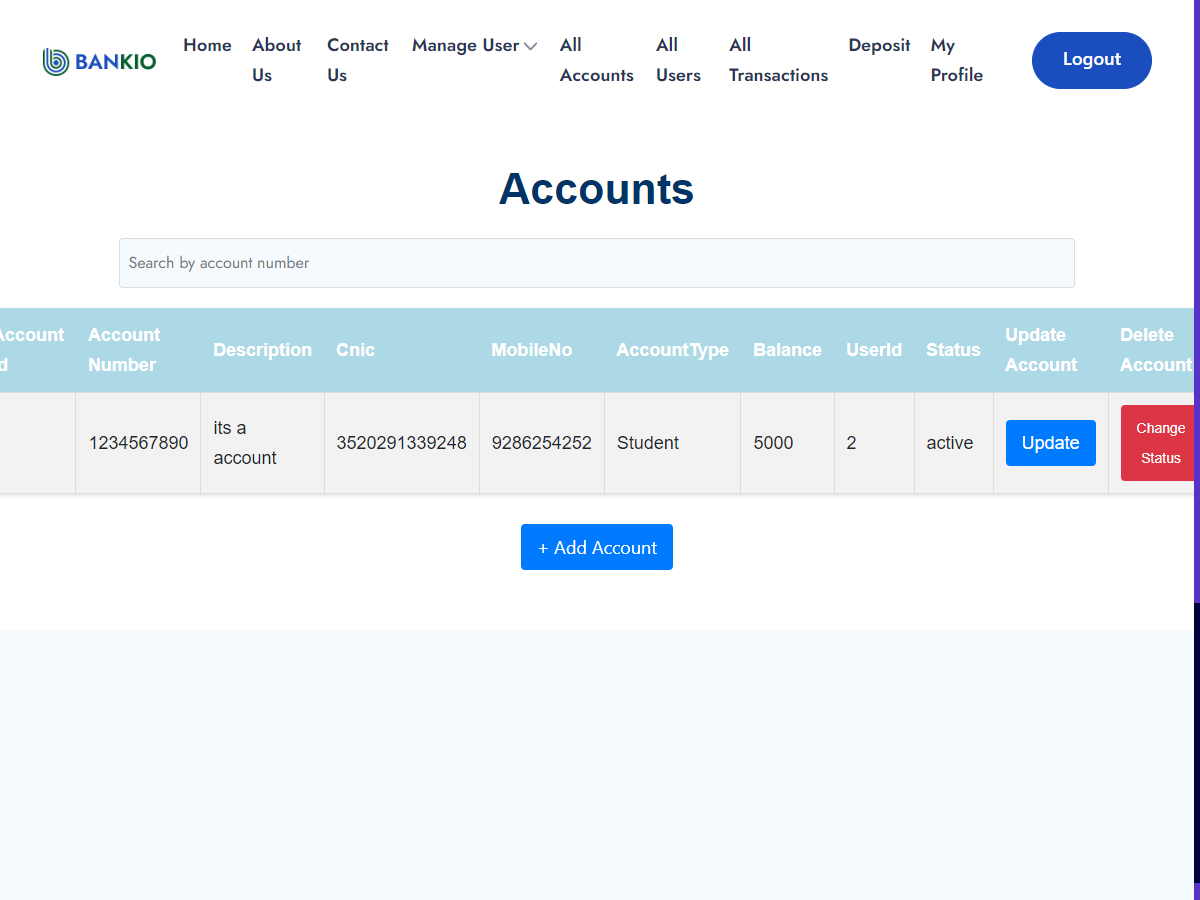 BANKIO
Home About Us Contact Us Manage User All Accounts All Users All Transactions Deposit My Profile Logout
Accounts
Search by account number
Account Number Description Cnic MobileNo AccountType Balance UserId Status Update Account Delete Account
1234567890 its a account 3520291339248 9286254252 Student 5000 2 active Update Change Status
+ Add Account